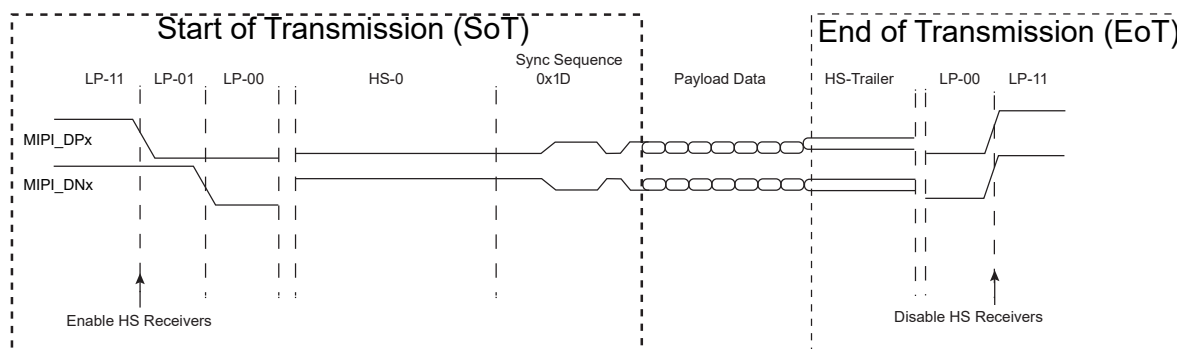 Start of Transmission (SoT)
End of Transmission (EoT)
Sync Sequence
LP-11 LP-01 LP-00 HS-0 0x1D Payload Data HS-Trailer LP-00 LP-11
MIPI_DPx
MIPI_DNx
Enable HS Receivers
Disable HS Receivers